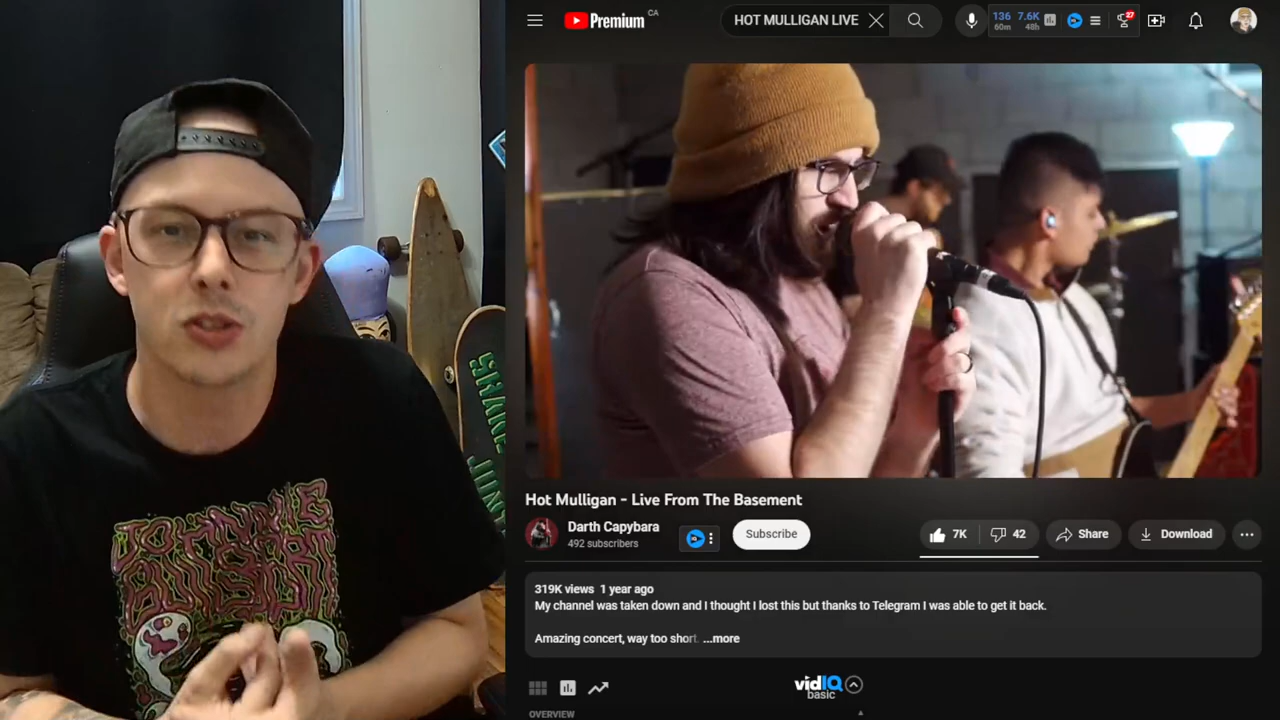 Premium CA
HOT MULLIGAN LIVE
136 7.6K
60m 48h
27
SHAKE
JUNT
Hot Mulligan - Live From The Basement
Darth Capybara
492 subscribers
Subscribe
7K
42
Share
Download
319K views 1 year ago
My channel was taken down and I thought I lost this but thanks to Telegram I was able to get it back.
Amazing concert, way too short. ...more
vidIQ
basic
OVERVIEW